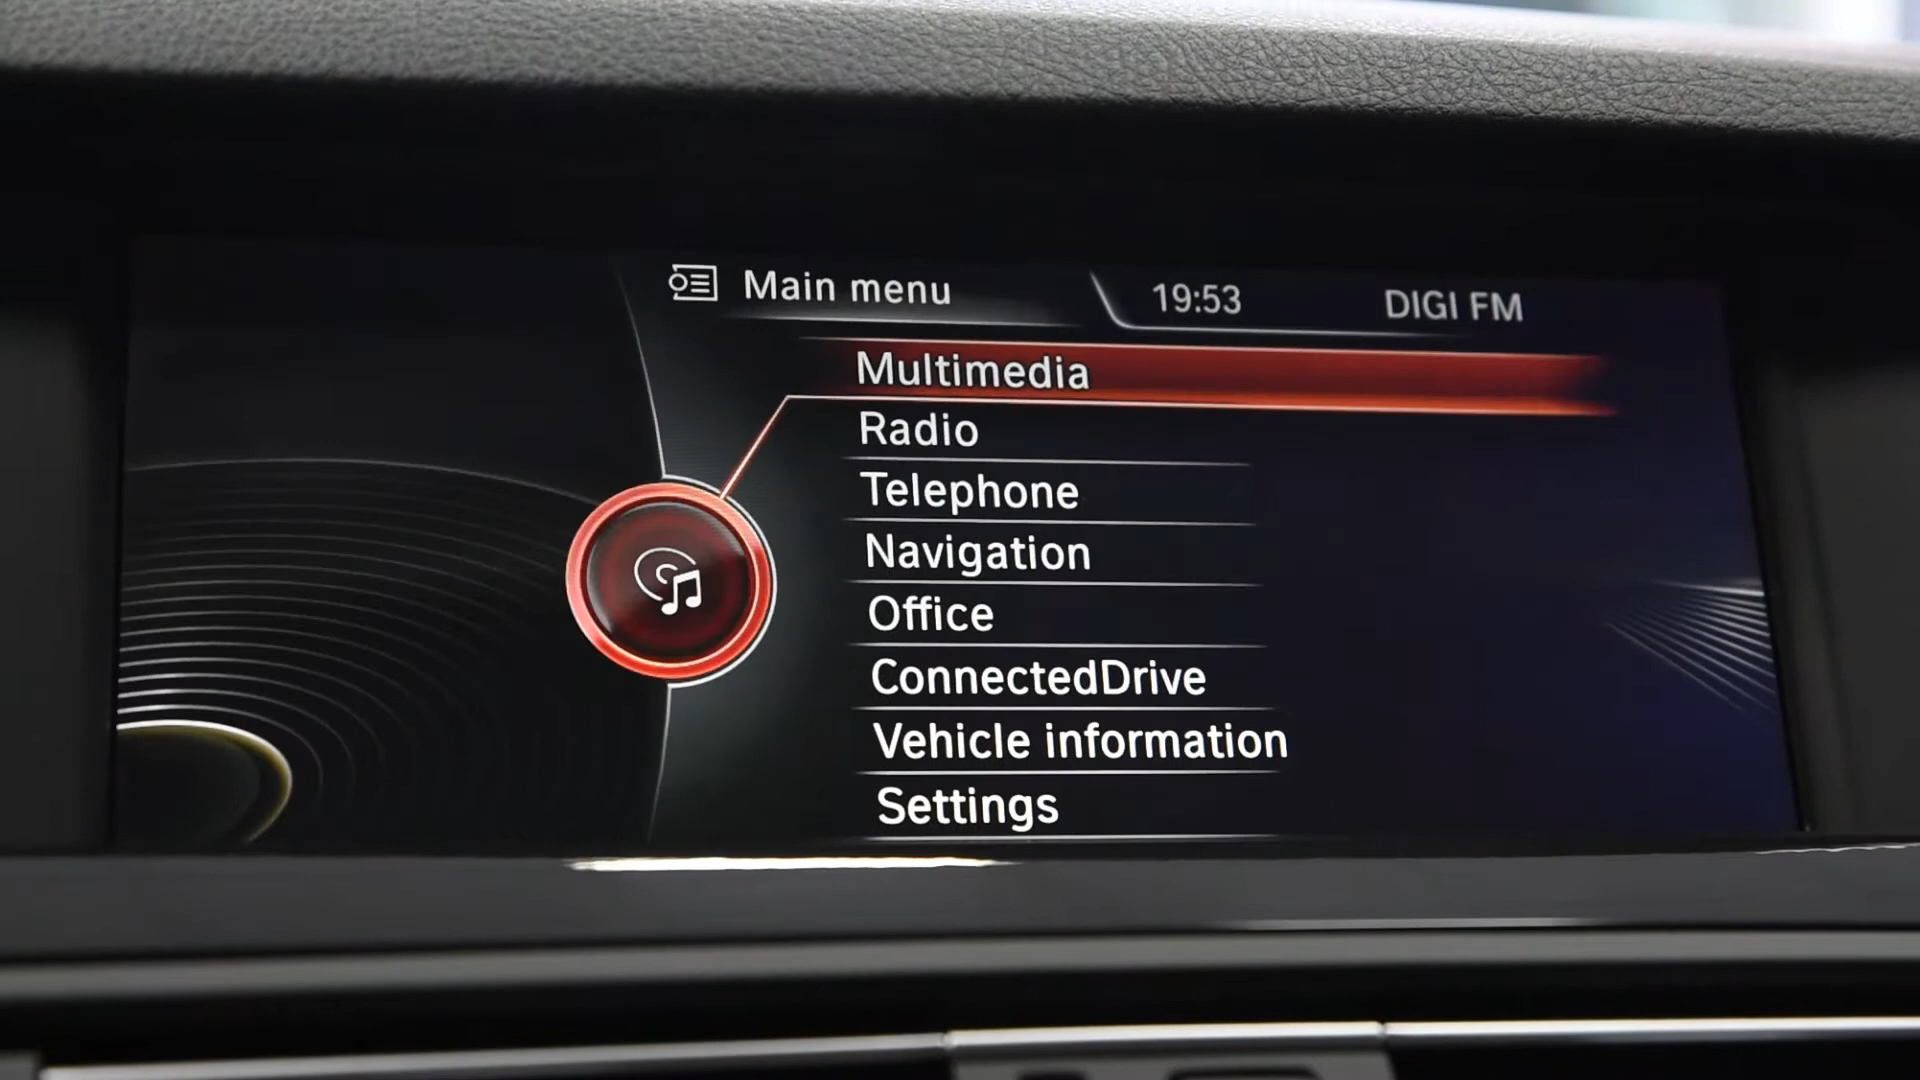 Main menu
19:53
DIGI FM
Multimedia
Radio
Telephone
Navigation
Office
ConnectedDrive
Vehicle information
Settings